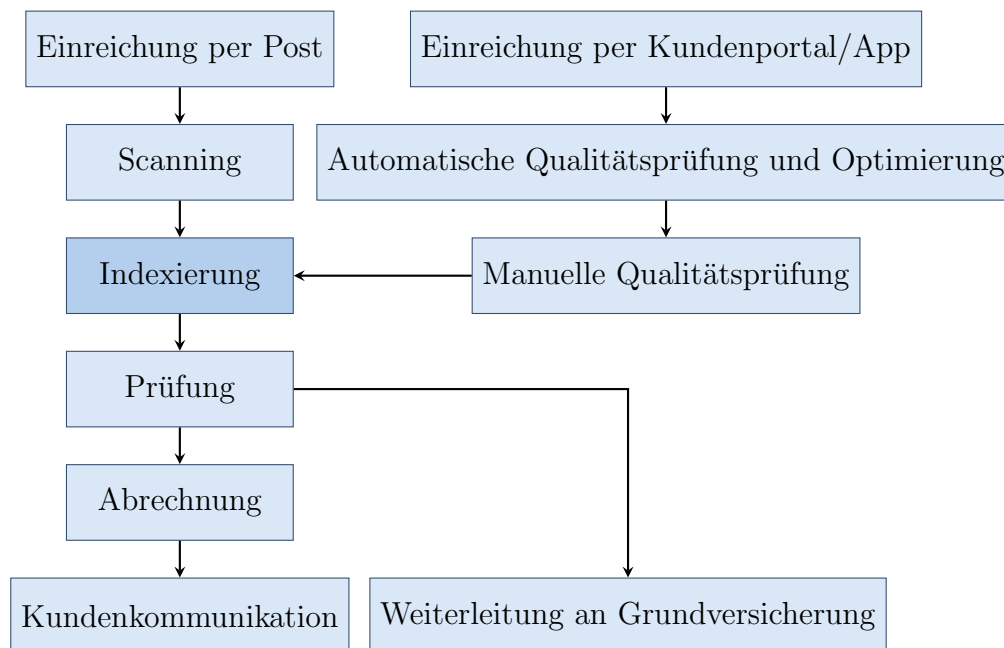 Einreichung per Post
Einreichung per Kundenportal/App
Scanning
Automatische Qualitätsprüfung und Optimierung
Indexierung
Manuelle Qualitätsprüfung
Prüfung
Abrechnung
Kundenkommunikation
Weiterleitung an Grundversicherung